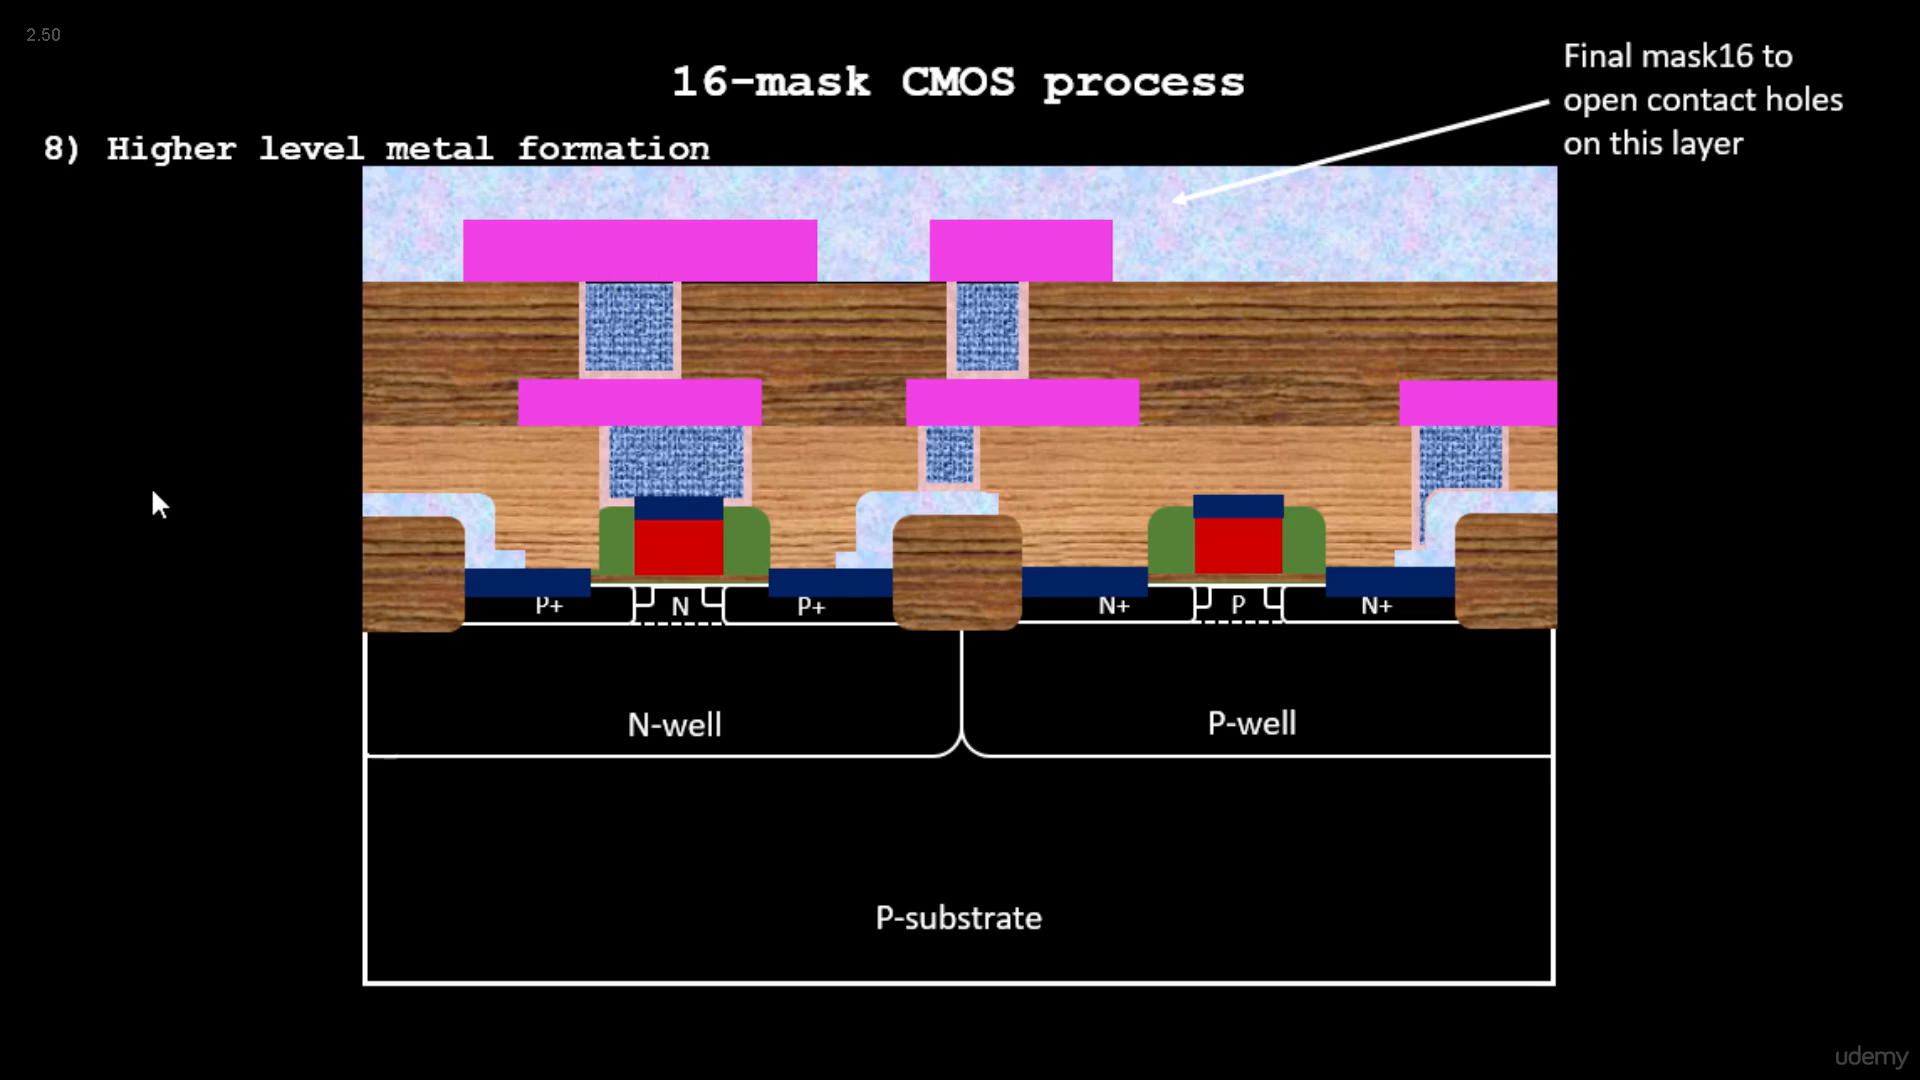 2.50
16-mask CMOS process
Final mask16 to
open contact holes
on this layer
8) Higher level metal formation
P+
N
P+
N+
P
N+
N-well
P-well
P-substrate
udemy